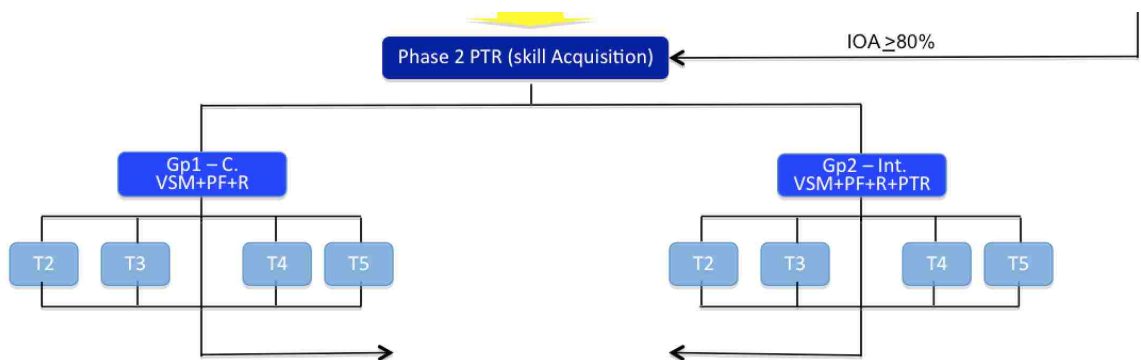 IOA ≥80%
Phase 2 PTR (skill Acquisition)
Gp1 – C.
VSM+PF+R
Gp2 – Int.
VSM+PF+R+PTR
T2 T3 T4 T5
T2 T3 T4 T5